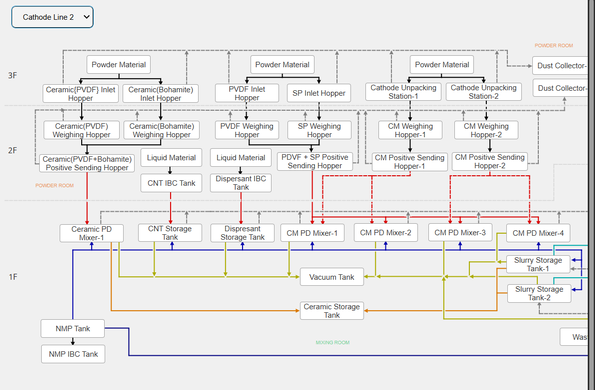 Cathode Line 2
POWDER ROOM
3F
Powder Material
Powder Material
Powder Material
Dust Collector-
Ceramic(PVDF) Inlet
Hopper
Ceramic(Bohamite)
Inlet Hopper
PVDF Inlet
Hopper
SP Inlet Hopper
Cathode Unpacking
Station-1
Cathode Unpacking
Station-2
Dust Collector-
2F
Ceramic(PVDF)
Weighing Hopper
Ceramic(Bohamite)
Weighing Hopper
PVDF Weighing
Hopper
SP Weighing
Hopper
CM Weighing
Hopper-1
CM Weighing
Hopper-2
Ceramic(PVDF+Bohamite)
Positive Sending Hopper
Liquid Material
Liquid Material
PDVF + SP Positive
Sending Hopper
CM Positive Sending
Hopper-1
CM Positive Sending
Hopper-2
POWDER ROOM
CNT IBC Tank
Dispersant IBC
Tank
1F
Ceramic PD
Mixer-1
CNT Storage
Tank
Dispresant
Storage Tank
CM PD Mixer-1
CM PD Mixer-2
CM PD Mixer-3
CM PD Mixer-4
Slurry Storage
Tank-1
Vacuum Tank
Slurry Storage
Tank-2
Ceramic Storage
Tank
NMP Tank
MIXING ROOM
Was
NMP IBC Tank